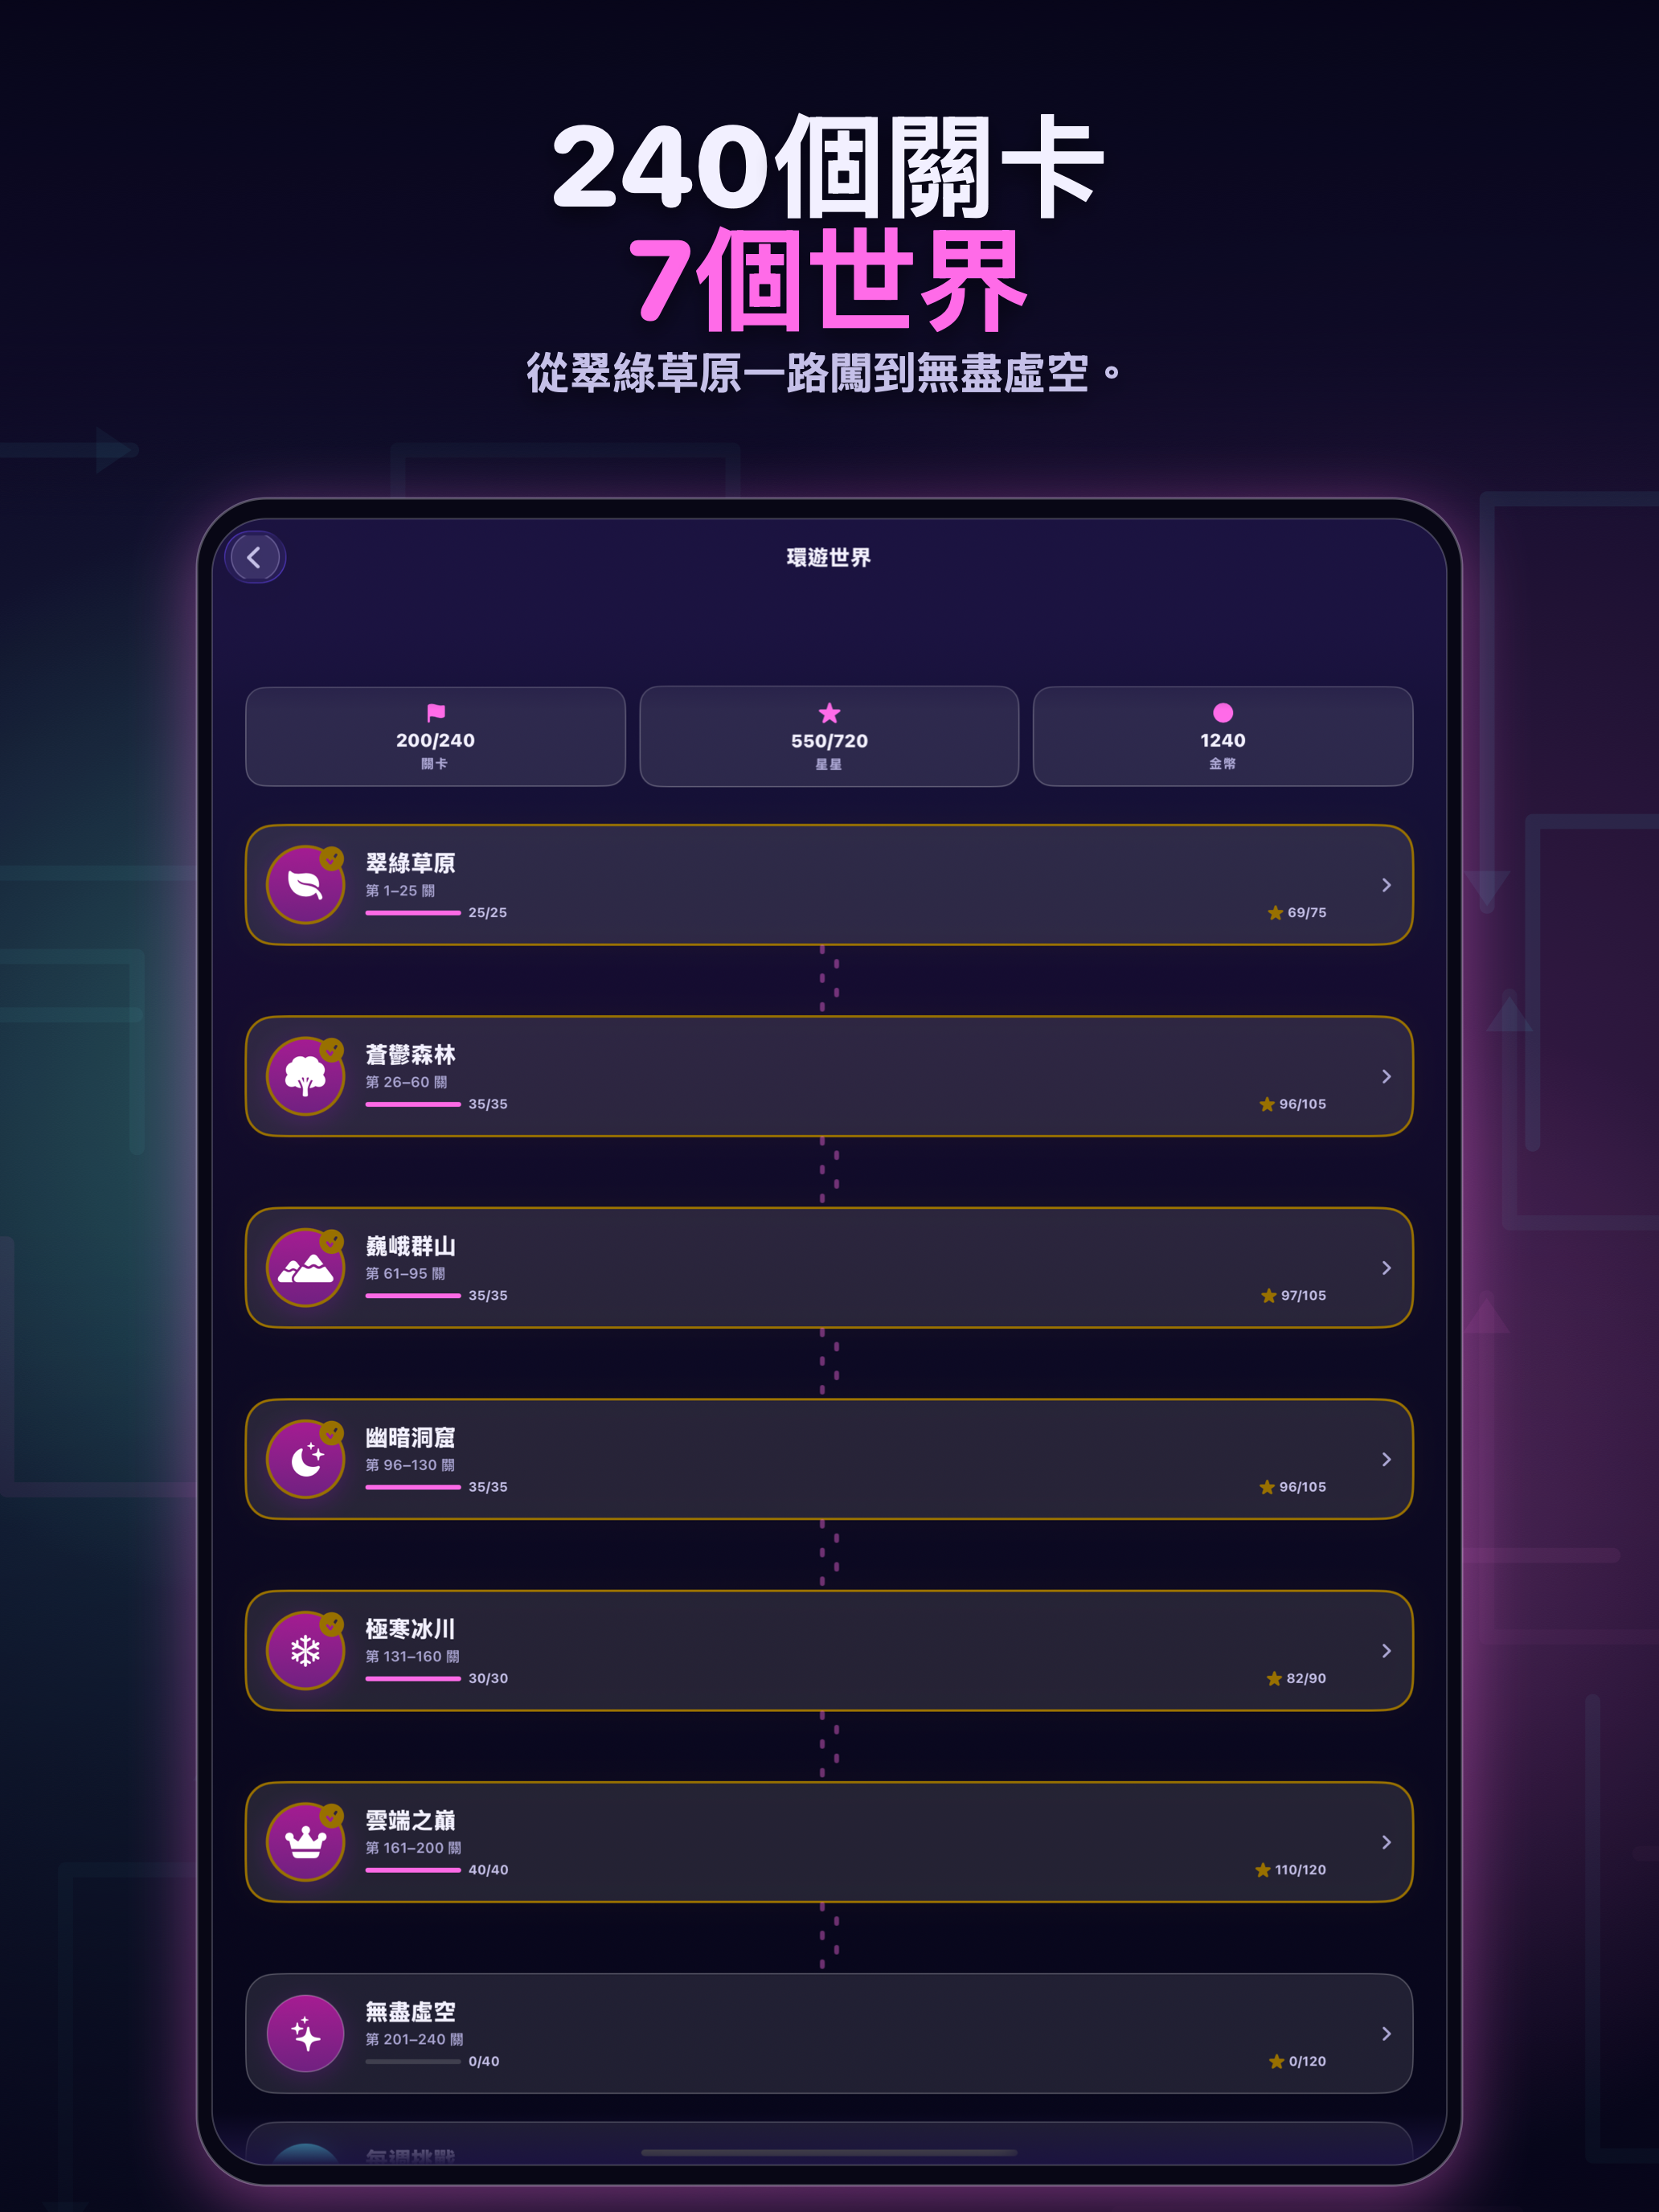 240個關卡
7個世界
從翠綠草原一路闖到無盡虛空。
環遊世界
200/240
關卡
550/720
星星
1240
金幣
翠綠草原
第 1–25 關
25/25
69/75
蒼鬱森林
第 26–60 關
35/35
96/105
巍峨群山
第 61–95 關
35/35
97/105
幽暗洞窟
第 96–130 關
35/35
96/105
極寒冰川
第 131–160 關
30/30
82/90
雲端之巔
第 161–200 關
40/40
110/120
無盡虛空
第 201–240 關
0/40
0/120
每週挑戰